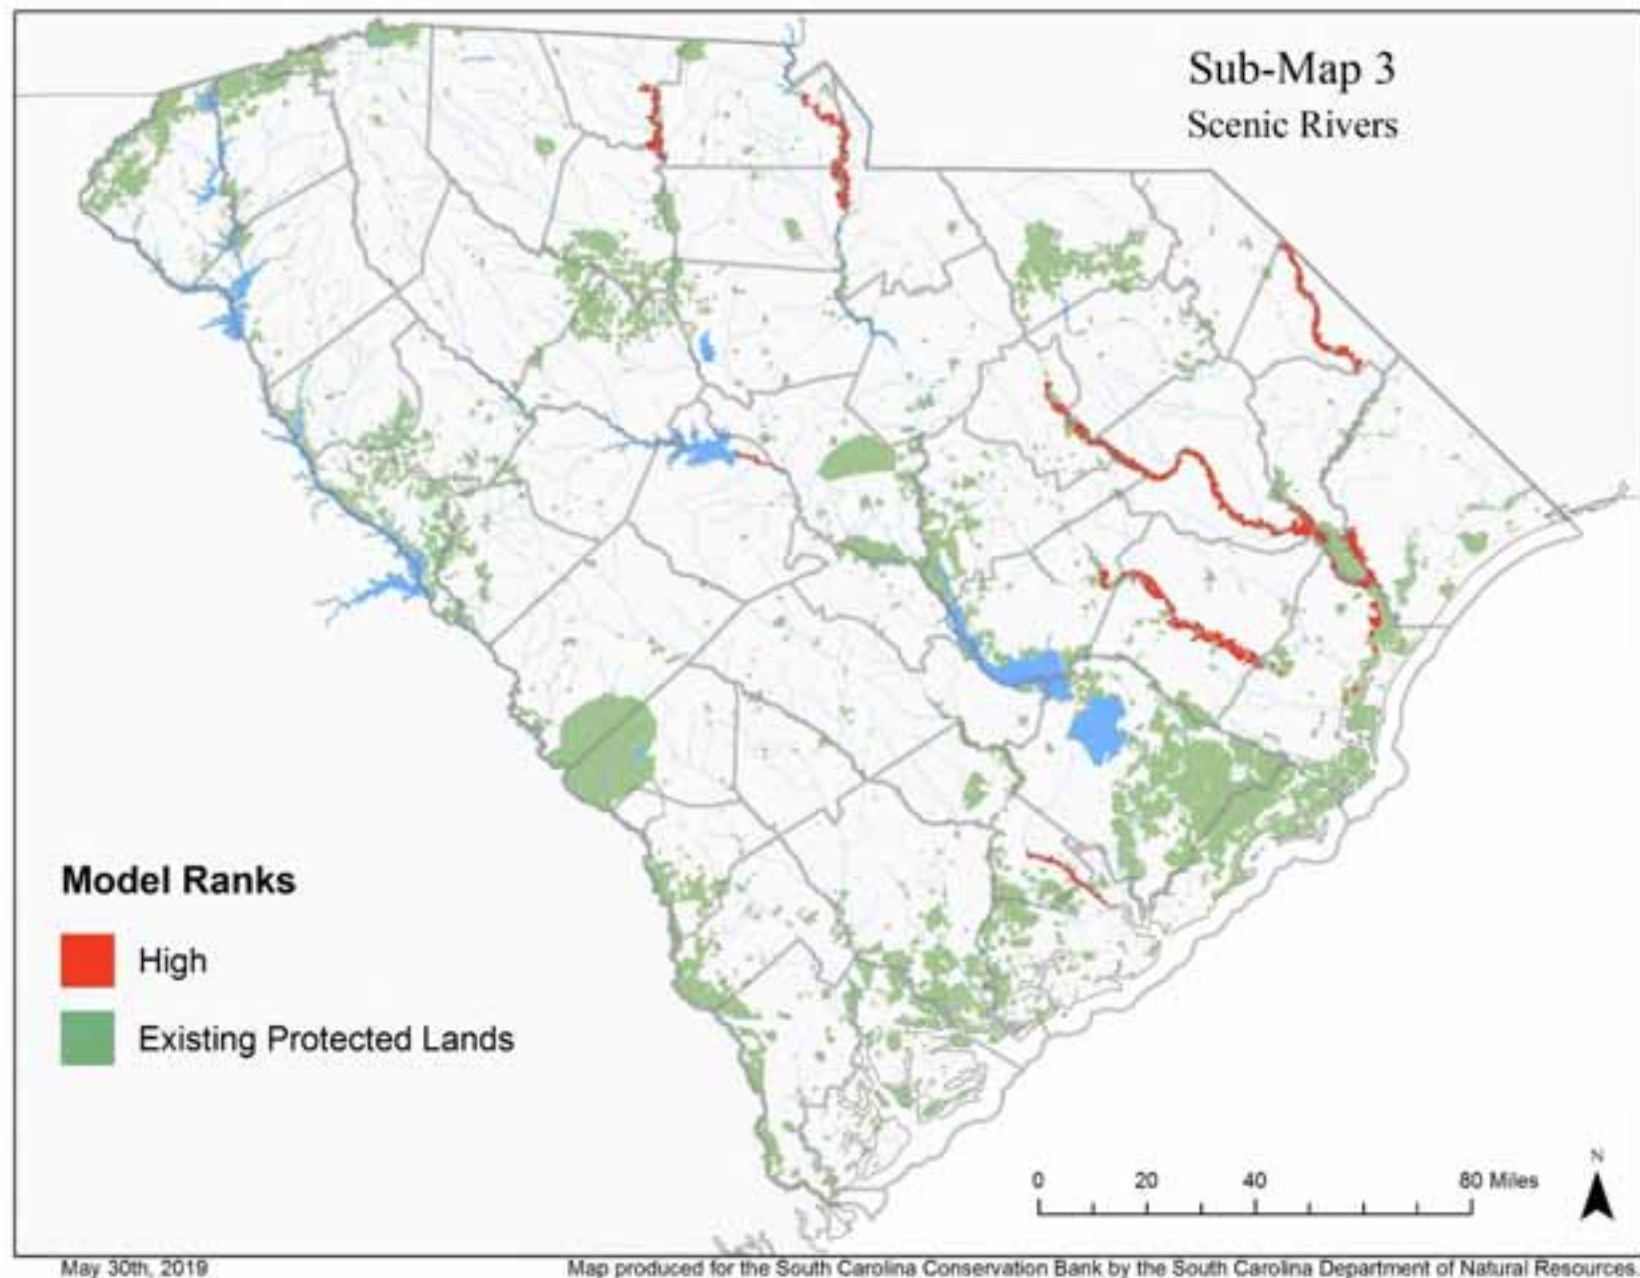 Sub-Map 3
Scenic Rivers
Model Ranks
High
Existing Protected Lands
0 20 40 80 Miles
N
May 30th, 2019
Map produced for the South Carolina Conservation Bank by the South Carolina Department of Natural Resources.